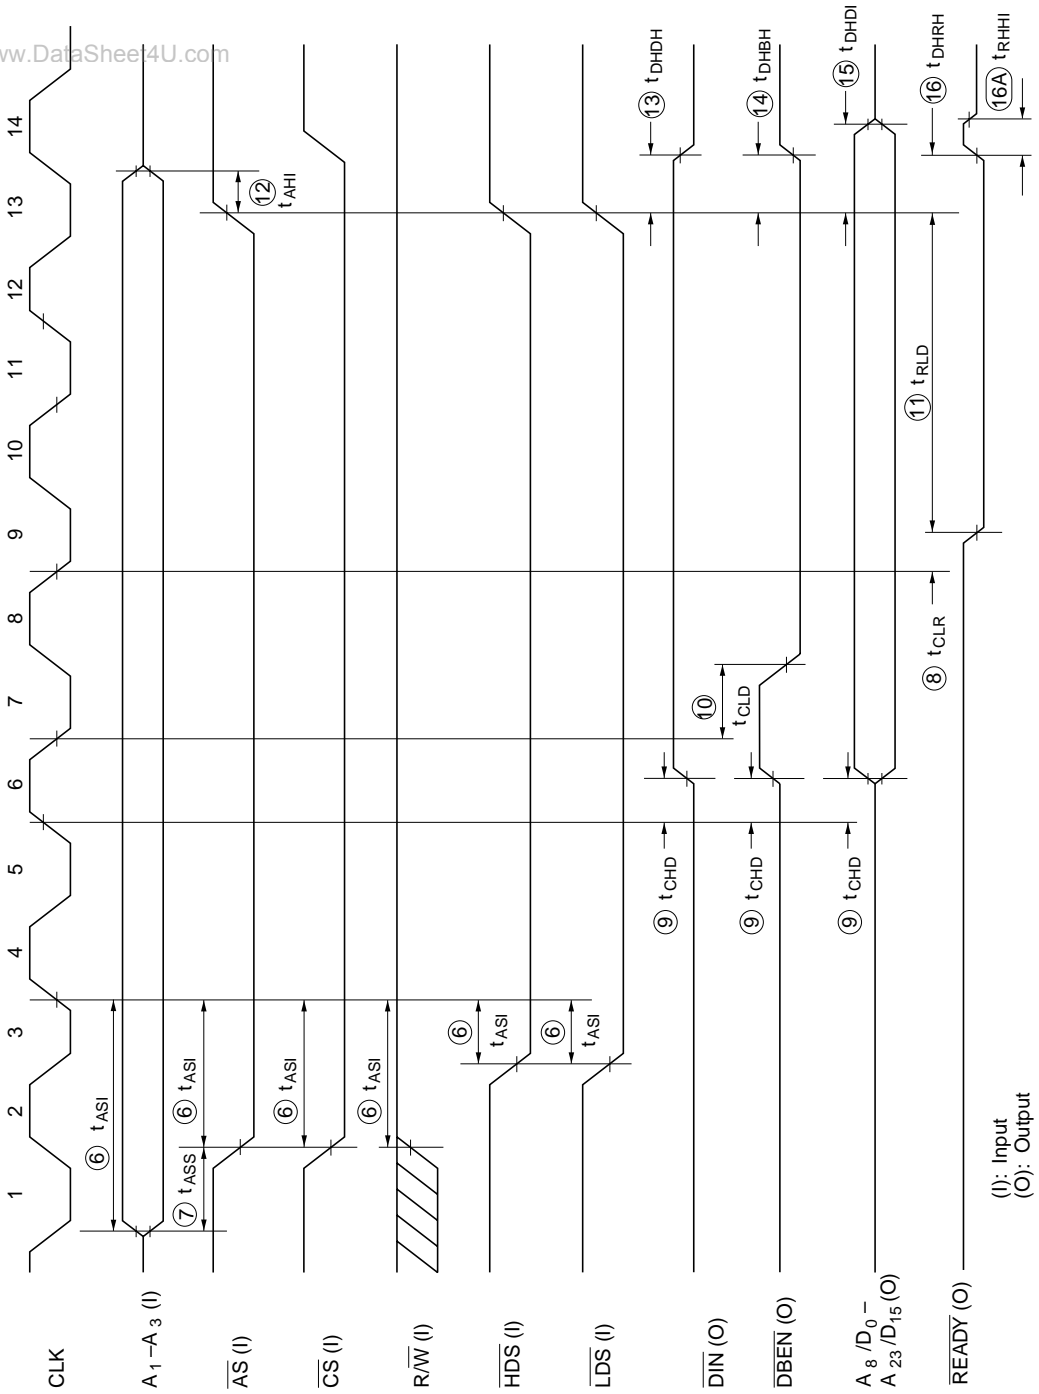 www.DataSheet4U.com
1 2 3 4 5 6 7 8 9 10 11 12 13 14
CLK
A1–A3 (I)
⑥ tASI
⑫ tAHI
AS (I)
⑦ tASS
⑥ tASI
CS (I)
⑥ tASI
R/W (I)
⑥ tASI
HDS (I)
⑥ tASI
LDS (I)
⑥ tASI
DIN (O)
⑨ tCHD
⑬ tDHDH
DBEN (O)
⑨ tCHD
⑩ tCLD
⑭ tDHBH
A8/D0–
A23/D15 (O)
⑨ tCHD
⑮ tDHDI
READY (O)
⑧ tCLR
⑪ tRLD
⑯ tDHRH
16A tRHHI
(I): Input
(O): Output